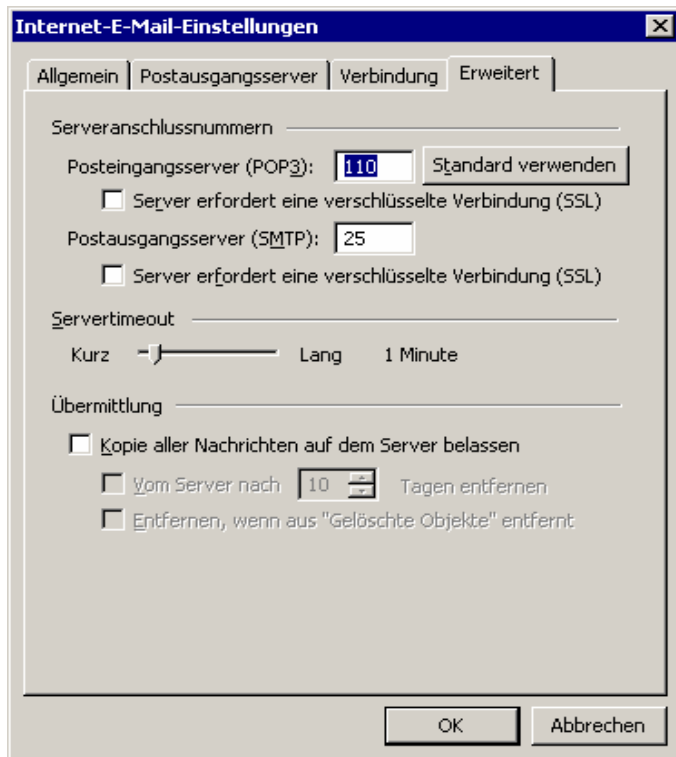 Internet-E-Mail-Einstellungen
Allgemein Postausgangsserver Verbindung Erweitert
Serveranschlussnummern
Posteingangsserver (POP3): 110 Standard verwenden
Server erfordert eine verschlüsselte Verbindung (SSL)
Postausgangsserver (SMTP): 25
Server erfordert eine verschlüsselte Verbindung (SSL)
Servertimeout
Kurz Lang 1 Minute
Übermittlung
Kopie aller Nachrichten auf dem Server belassen
Vom Server nach 10 Tagen entfernen
Entfernen, wenn aus "Gelöschte Objekte" entfernt
OK Abbrechen